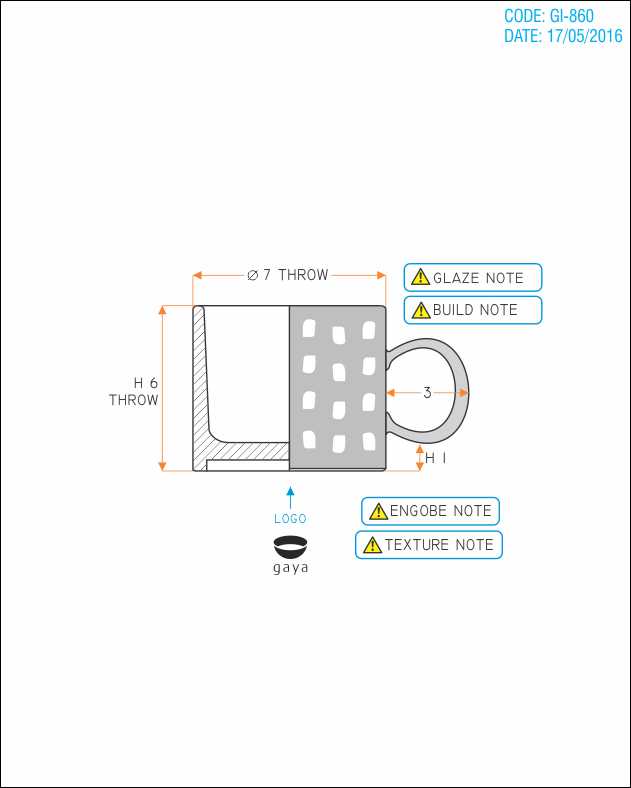 CODE: GI-860
DATE: 17/05/2016
⌀ 7 THROW
GLAZE NOTE
BUILD NOTE
H 6
THROW
3
H 1
LOGO
gaya
ENGOBE NOTE
TEXTURE NOTE